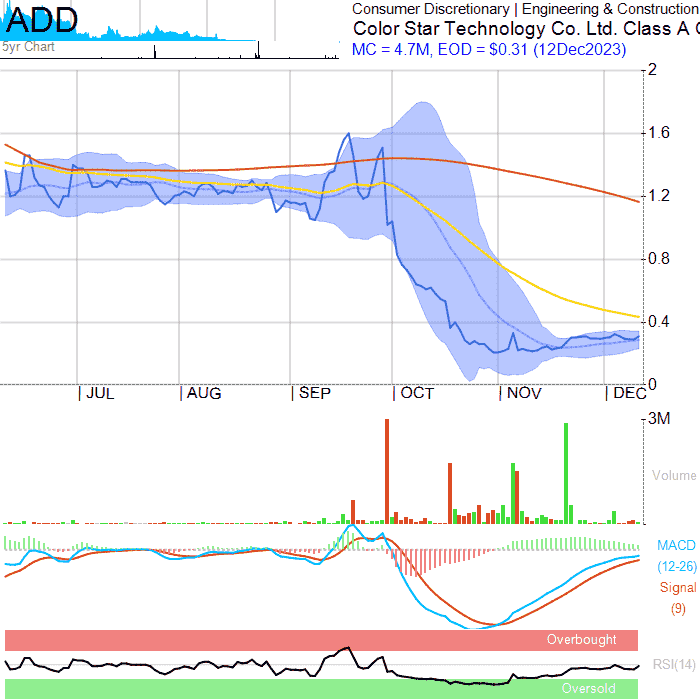 ADD
Consumer Discretionary | Engineering & Construction
Color Star Technology Co. Ltd. Class A
MC = 4.7M, EOD = $0.31 (12Dec2023)
5yr Chart
2
1.6
1.2
0.8
0.4
0
| JUL | AUG | SEP | OCT | NOV | DEC
3M
Volume
MACD
(12-26)
Signal
(9)
Overbought
RSI(14)
Oversold